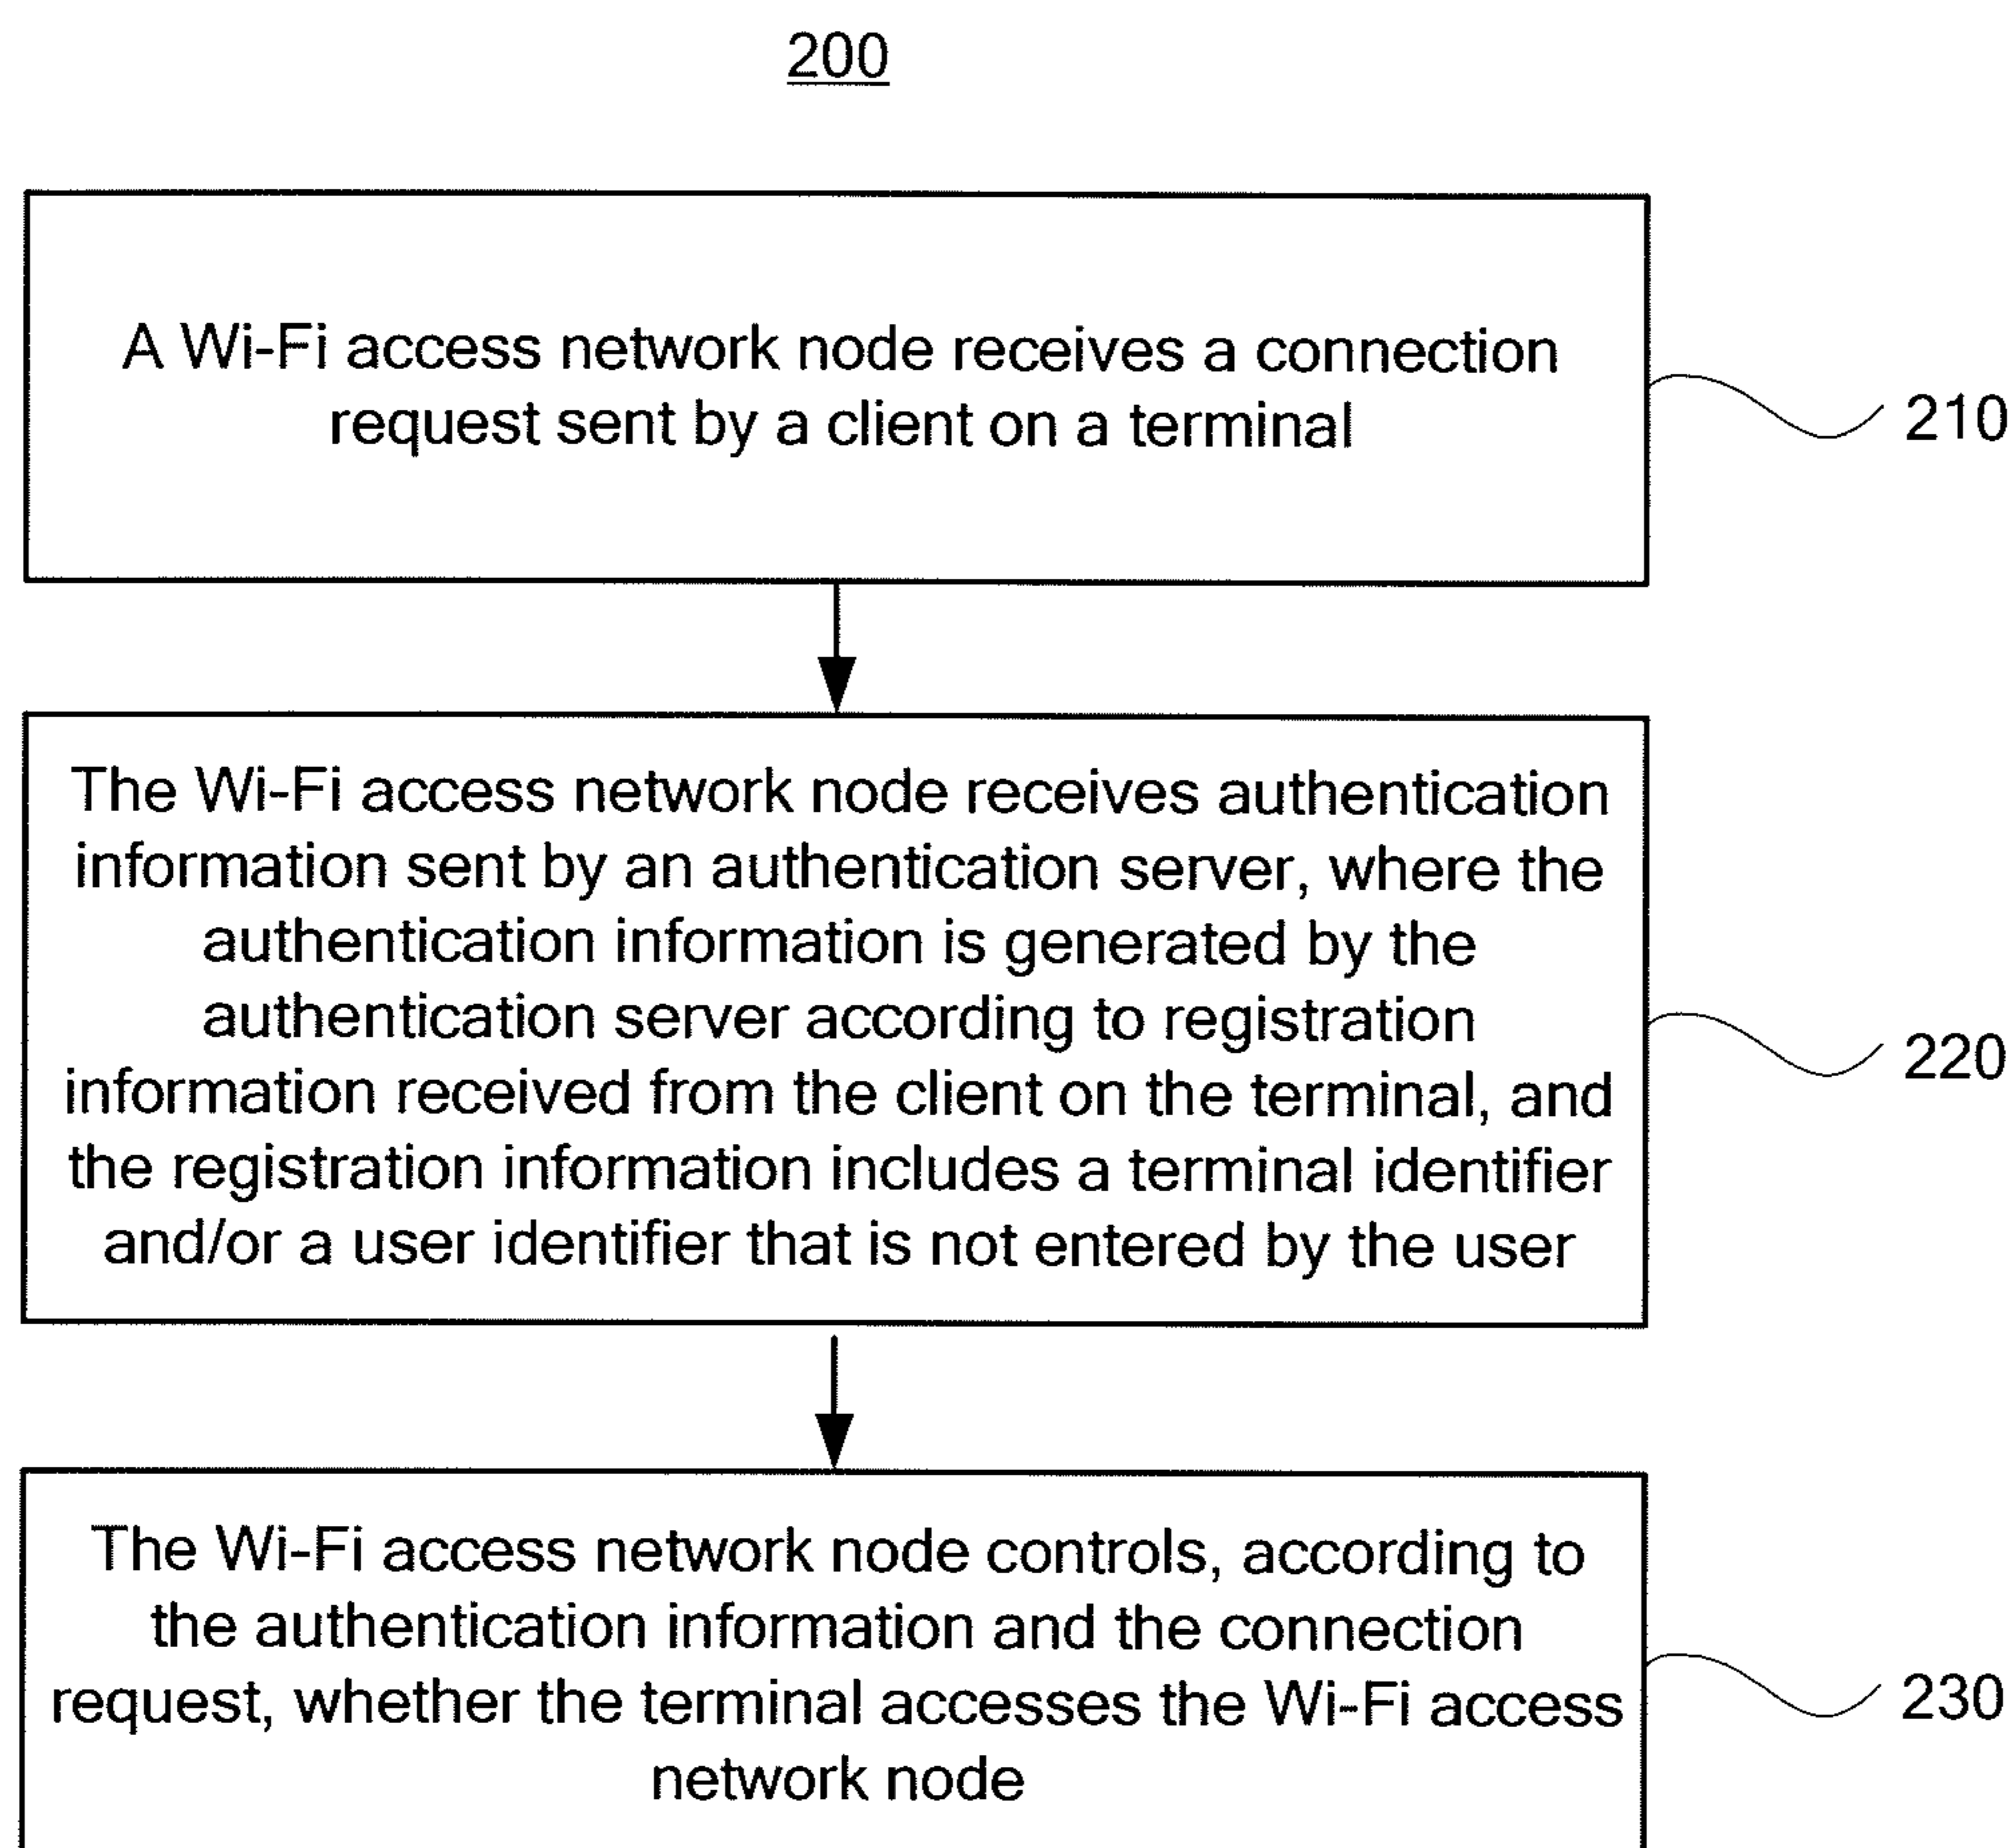 200
A Wi-Fi access network node receives a connection
request sent by a client on a terminal
210
The Wi-Fi access network node receives authentication
information sent by an authentication server, where the
authentication information is generated by the
authentication server according to registration
information received from the client on the terminal, and
the registration information includes a terminal identifier
and/or a user identifier that is not entered by the user
220
The Wi-Fi access network node controls, according to
the authentication information and the connection
request, whether the terminal accesses the Wi-Fi access
network node
230